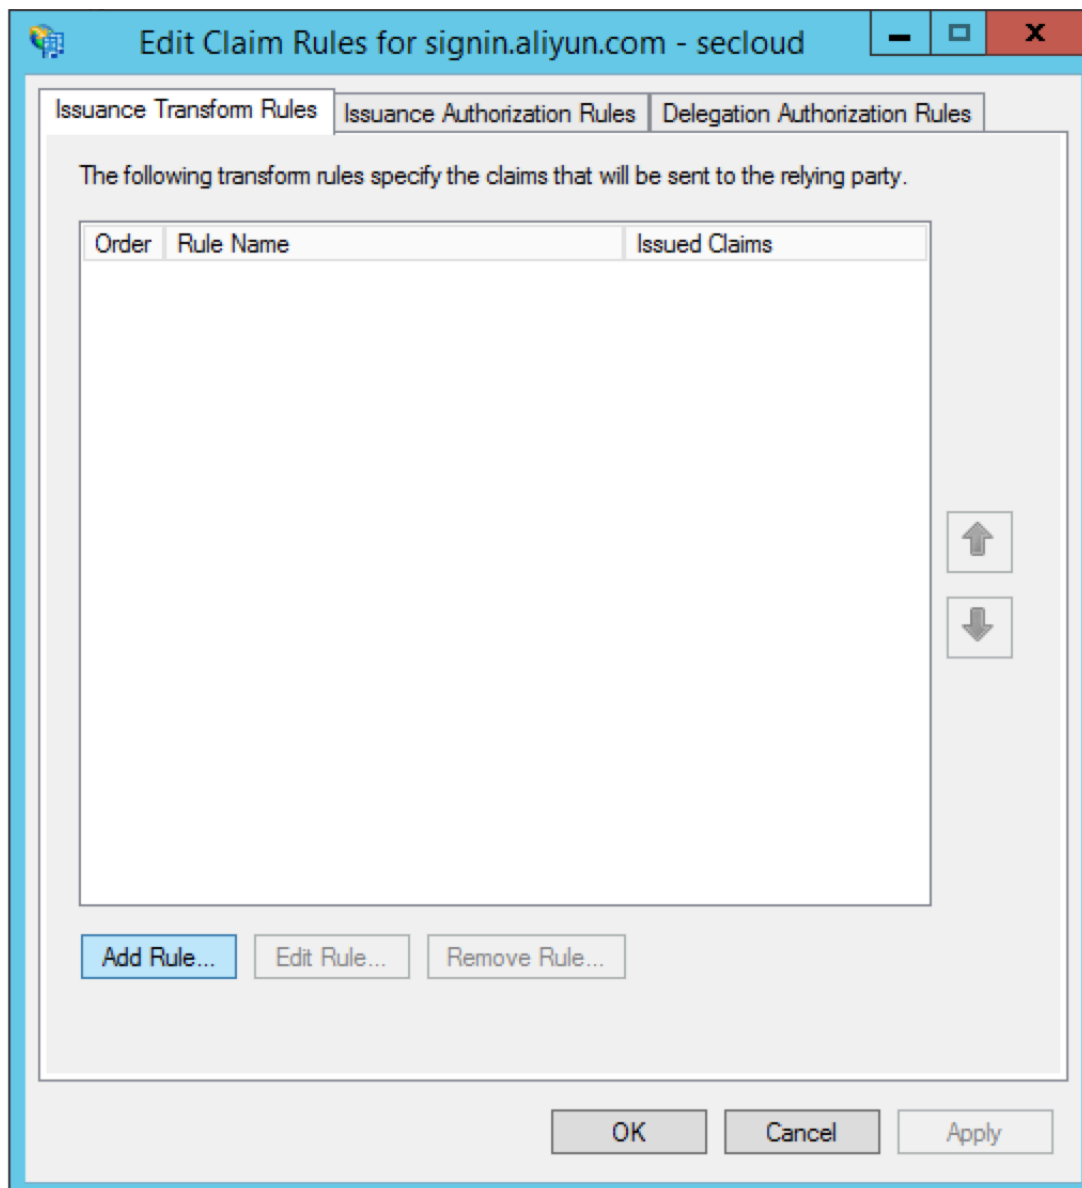 Edit Claim Rules for signin.aliyun.com - secloud
Issuance Transform Rules Issuance Authorization Rules Delegation Authorization Rules
The following transform rules specify the claims that will be sent to the relying party.
Order Rule Name Issued Claims
Add Rule... Edit Rule... Remove Rule...
OK Cancel Apply